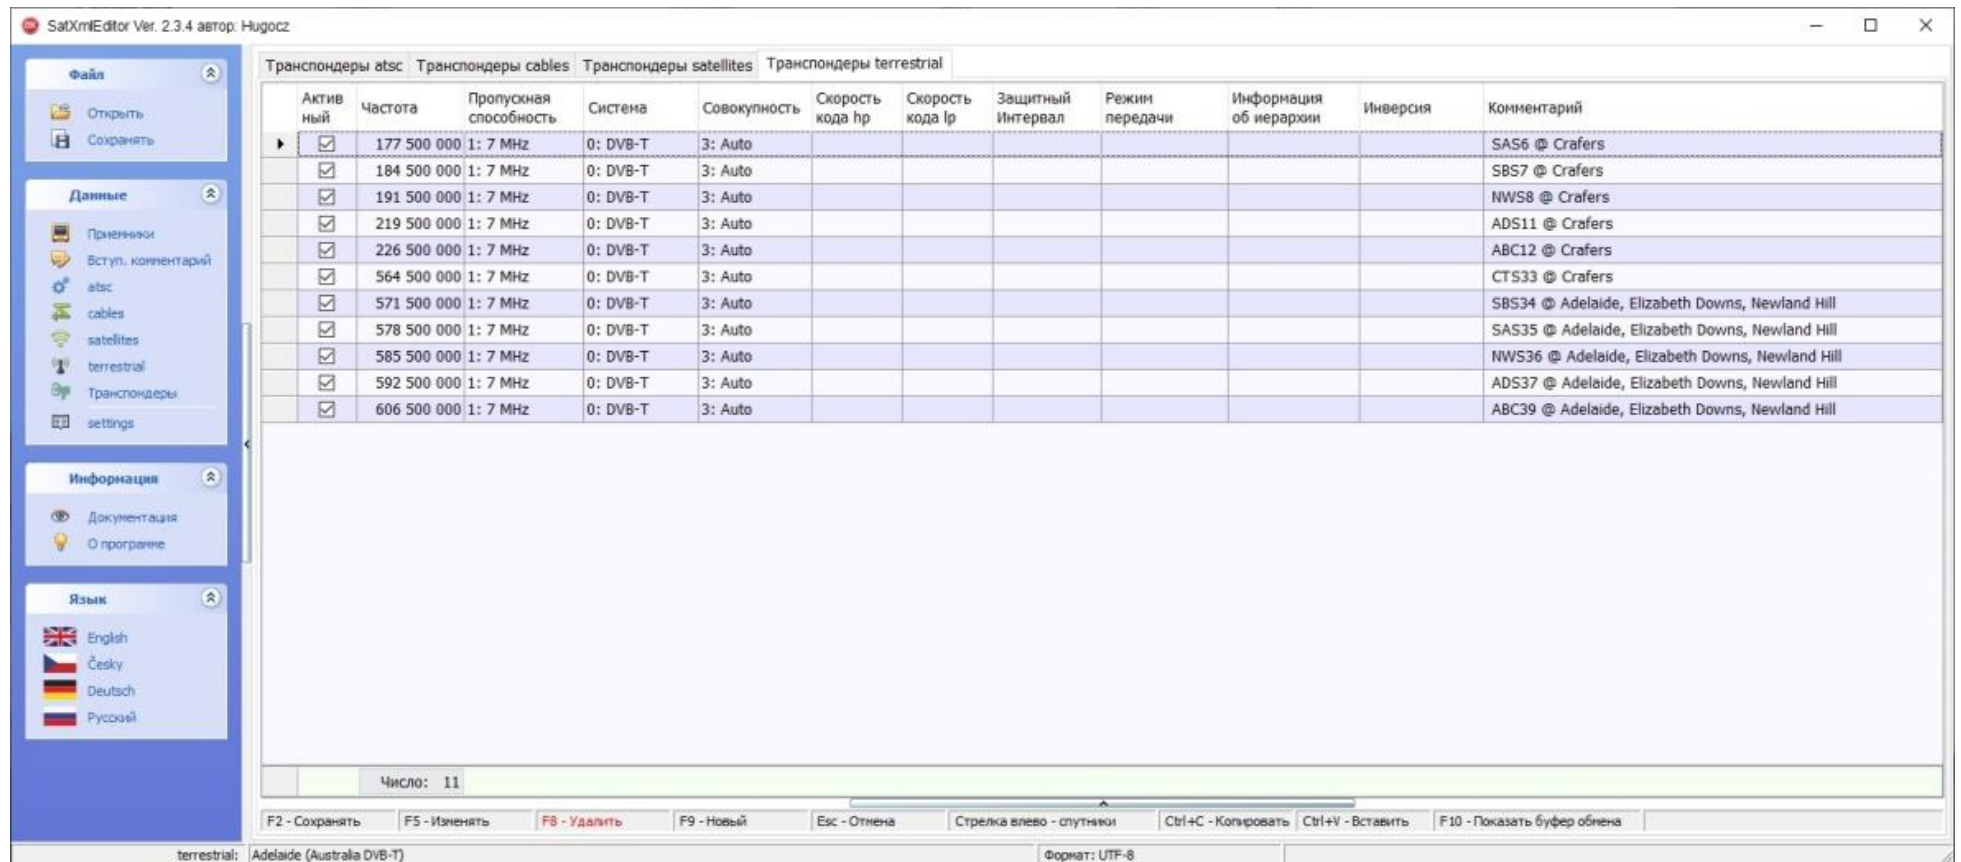 SatXmlEditor Ver. 2.3.4 автор: Hugocz
Файл
Открыть
Сохранять
Данные
Приемники
Вступ. комментарий
atsc
cables
satellites
terrestrial
Транспондеры
settings
Информация
Документация
О программе
Язык
English
Česky
Deutsch
Русский
Транспондеры atsc Транспондеры cables Транспондеры satellites Транспондеры terrestrial
Актив Пропускная Скорость Скорость Защитный Режим Информация
ный Частота способность Система Совокупность кода hp кода lp Интервал передачи об иерархии Инверсия Комментарий
177 500 000 1: 7 MHz 0: DVB-T 3: Auto SAS6 @ Crafers
184 500 000 1: 7 MHz 0: DVB-T 3: Auto SBS7 @ Crafers
191 500 000 1: 7 MHz 0: DVB-T 3: Auto NWS8 @ Crafers
219 500 000 1: 7 MHz 0: DVB-T 3: Auto ADS11 @ Crafers
226 500 000 1: 7 MHz 0: DVB-T 3: Auto ABC12 @ Crafers
564 500 000 1: 7 MHz 0: DVB-T 3: Auto CTS33 @ Crafers
571 500 000 1: 7 MHz 0: DVB-T 3: Auto SBS34 @ Adelaide, Elizabeth Downs, Newland Hill
578 500 000 1: 7 MHz 0: DVB-T 3: Auto SAS35 @ Adelaide, Elizabeth Downs, Newland Hill
585 500 000 1: 7 MHz 0: DVB-T 3: Auto NWS36 @ Adelaide, Elizabeth Downs, Newland Hill
592 500 000 1: 7 MHz 0: DVB-T 3: Auto ADS37 @ Adelaide, Elizabeth Downs, Newland Hill
606 500 000 1: 7 MHz 0: DVB-T 3: Auto ABC39 @ Adelaide, Elizabeth Downs, Newland Hill
Число: 11
F2 - Сохранять F5 - Изменять F8 - Удалить F9 - Новый Esc - Отмена Стрелка влево - спутники Ctrl+C - Копировать Ctrl+V - Вставить F10 - Показать буфер обмена
terrestrial: Adelaide (Australia DVB-T) Формат: UTF-8